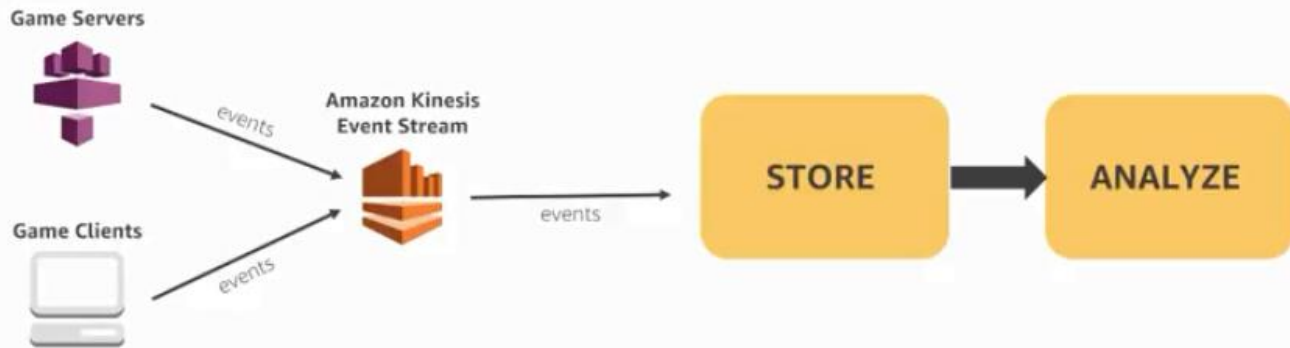 Game Servers
events
Amazon Kinesis
Event Stream
events
STORE
ANALYZE
Game Clients
events